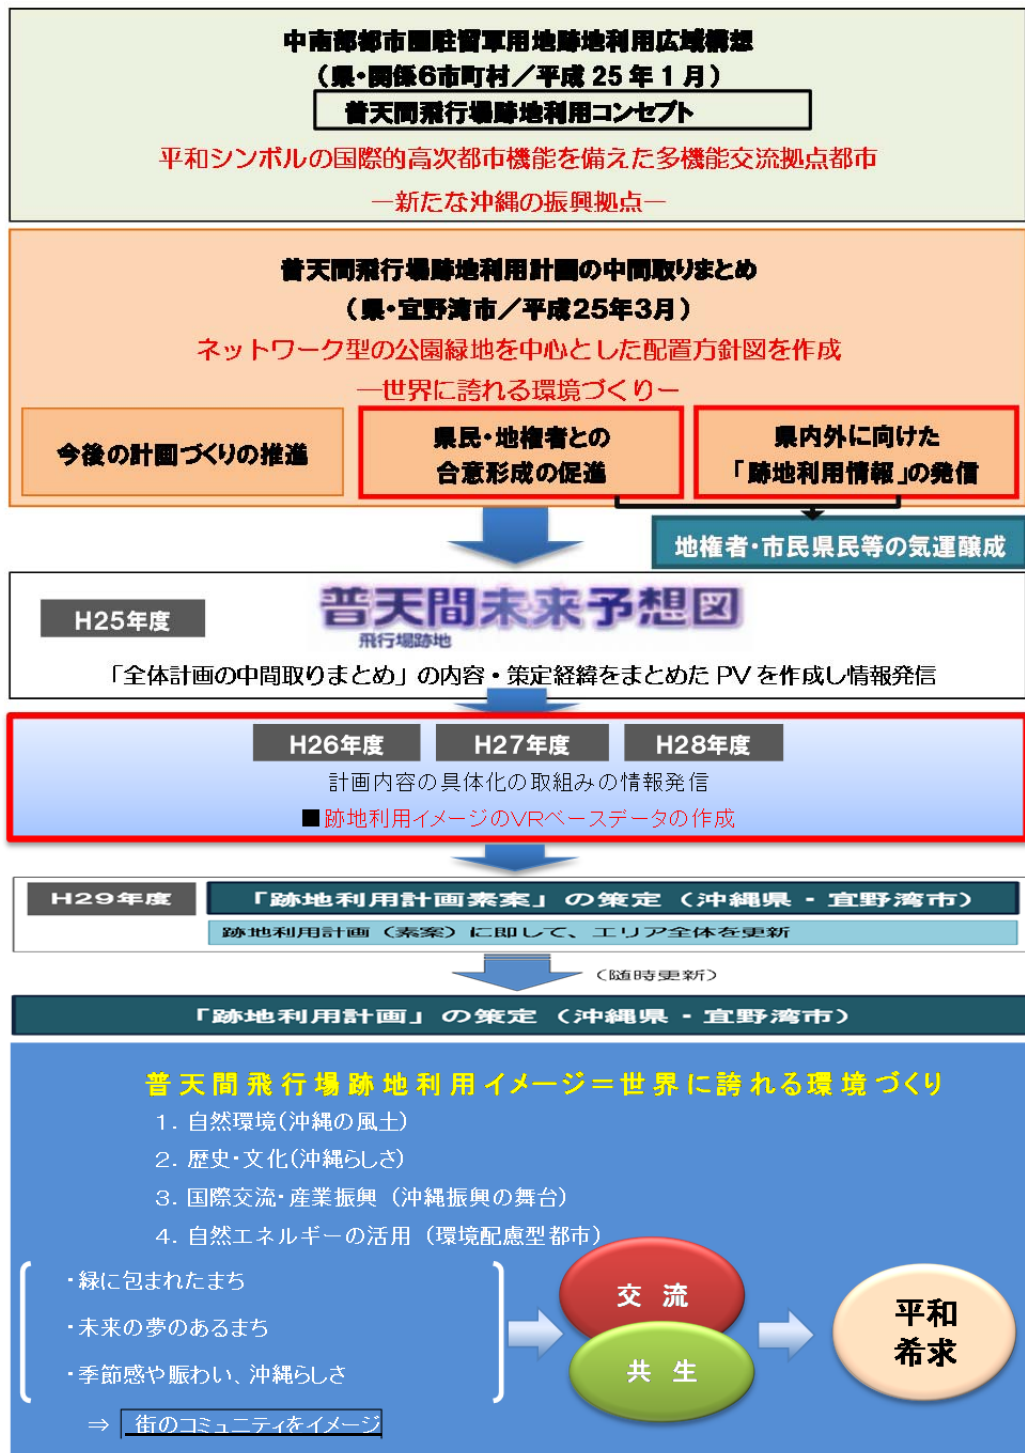 中南部都市圏駐留軍用地跡地利用広域構想
（県・関係６市町村／平成 25 年 1 月）
普天間飛行場跡地利用コンセプト
平和シンボルの国際的高次都市機能を備えた多機能交流拠点都市
―新たな沖縄の振興拠点―
普天間飛行場跡地利用計画の中間取りまとめ
（県・宜野湾市／平成25年3月）
ネットワーク型の公園緑地を中心とした配置方針図を作成
―世界に誇れる環境づくりー
今後の計画づくりの推進
県民・地権者との
合意形成の促進
県内外に向けた
「跡地利用情報」の発信
地権者・市民県民等の気運醸成
H25年度
普天間未来予想図
飛行場跡地
「全体計画の中間取りまとめ」の内容・策定経緯をまとめた PV を作成し情報発信
H26年度 H27年度 H28年度
計画内容の具体化の取組みの情報発信
■跡地利用イメージのVRベースデータの作成
H29年度
「跡地利用計画素案」の策定（沖縄県・宜野湾市）
跡地利用計画（素案）に即して、エリア全体を更新
（随時更新）
「跡地利用計画」の策定（沖縄県・宜野湾市）
普天間飛行場跡地利用イメージ＝世界に誇れる環境づくり
1. 自然環境(沖縄の風土)
2. 歴史・文化(沖縄らしさ)
3. 国際交流・産業振興（沖縄振興の舞台）
4. 自然エネルギーの活用（環境配慮型都市）
・緑に包まれたまち
・未来の夢のあるまち
・季節感や賑わい、沖縄らしさ
⇒ 街のコミュニティをイメージ
交 流
共 生
平和
希求